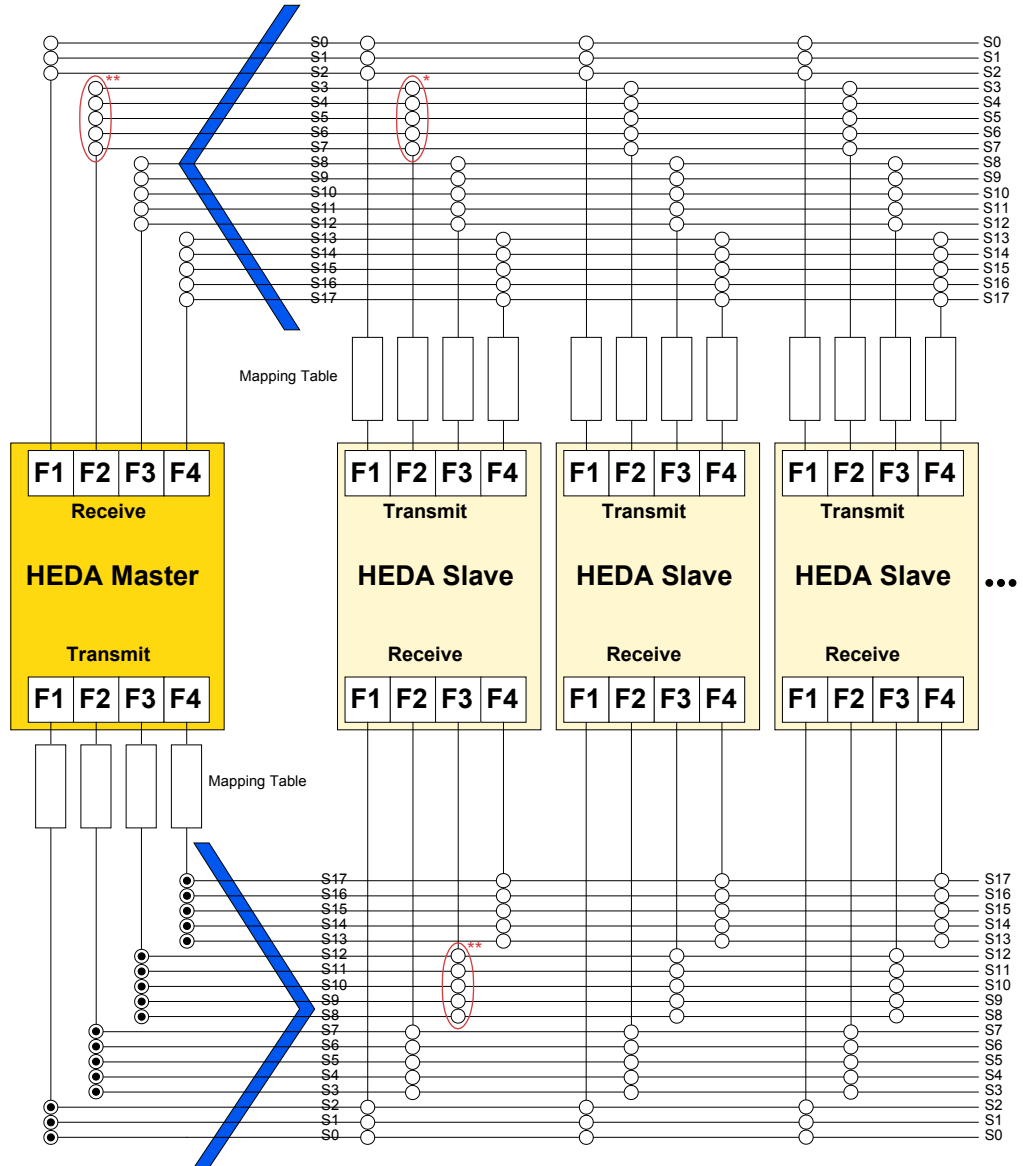 S0 S0
S1 S1
S2 S2
** * S3 S3
S4 S4
S5 S5
S6 S6
S7 S7
S8 S8
S9 S9
S10 S10
S11 S11
S12 S12
S13 S13
S14 S14
S15 S15
S16 S16
S17 S17
Mapping Table
F1 F2 F3 F4 F1 F2 F3 F4 F1 F2 F3 F4 F1 F2 F3 F4
Receive Transmit Transmit Transmit
HEDA Master HEDA Slave HEDA Slave HEDA Slave ...
Transmit Receive Receive Receive
F1 F2 F3 F4 F1 F2 F3 F4 F1 F2 F3 F4 F1 F2 F3 F4
Mapping Table
S17 S17
S16 S16
S15 S15
S14 S14
S13 S13
S12 ** S12
S11 S11
S10 S10
S9 S9
S8 S8
S7 S7
S6 S6
S5 S5
S4 S4
S3 S3
S2 S2
S1 S1
S0 S0